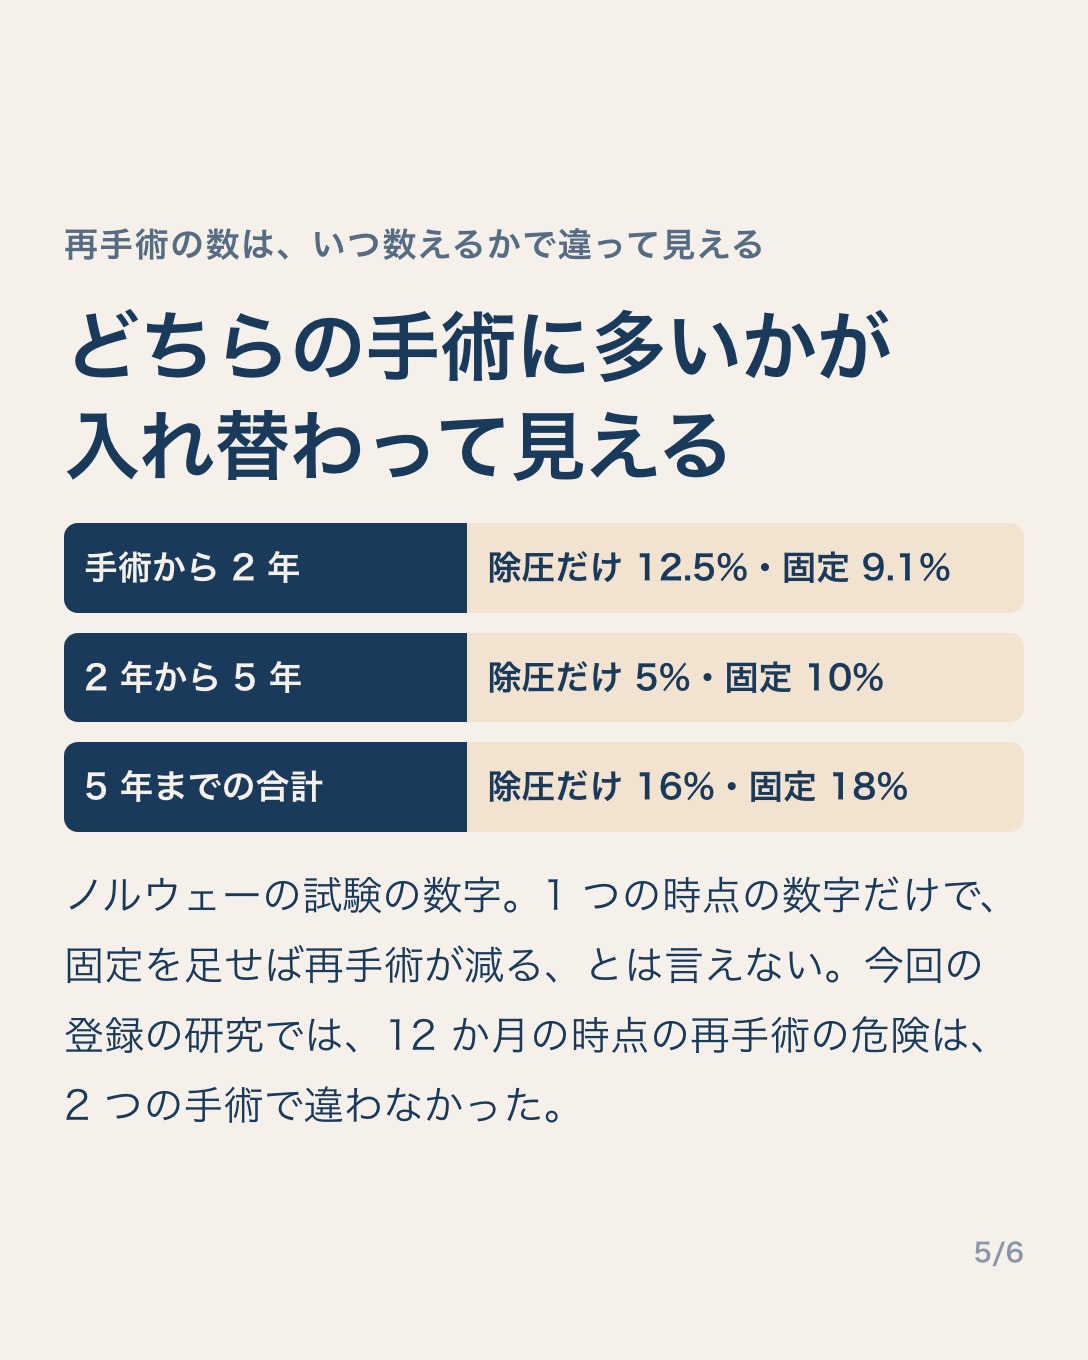 再手術の数は、いつ数えるかで違って見える
どちらの手術に多いかが
入れ替わって見える
手術から 2 年
除圧だけ 12.5%・固定 9.1%
2 年から 5 年
除圧だけ 5%・固定 10%
5 年までの合計
除圧だけ 16%・固定 18%
ノルウェーの試験の数字。1 つの時点の数字だけで、
固定を足せば再手術が減る、とは言えない。今回の
登録の研究では、12 か月の時点の再手術の危険は、
2 つの手術で違わなかった。
5/6